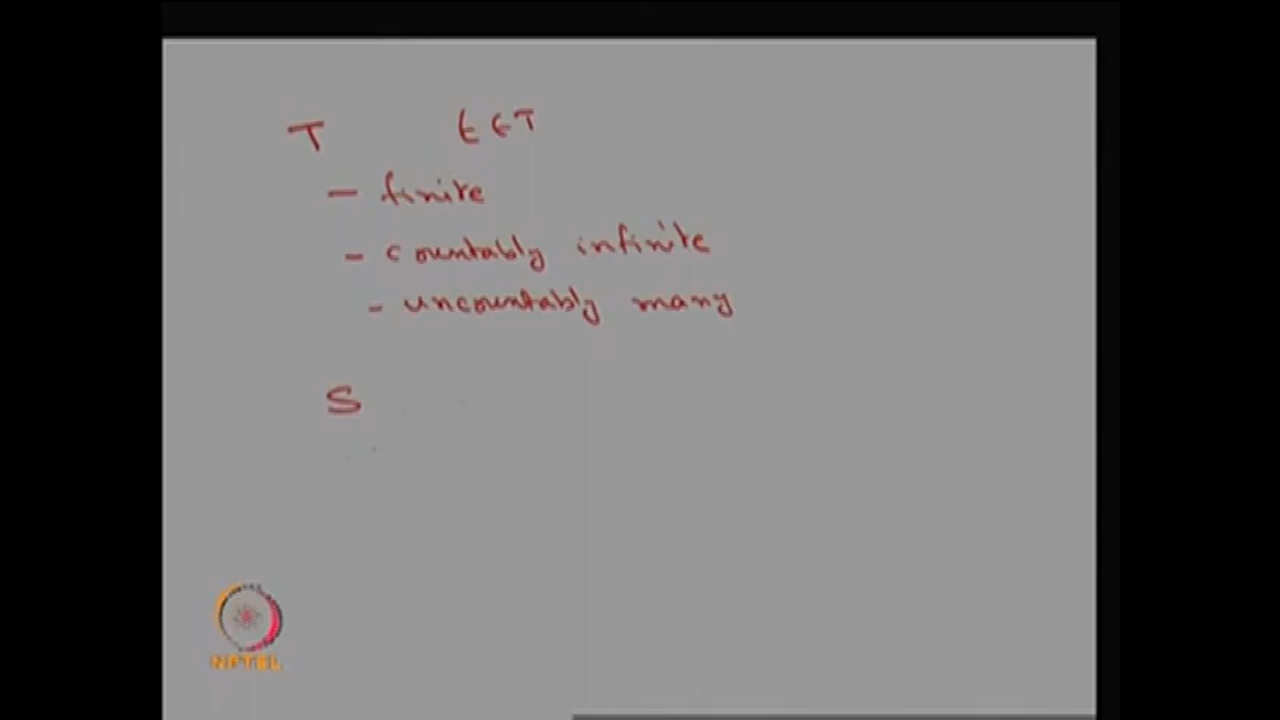 T t ∈ T
- finite
- countably infinite
- uncountably many
S
NPTEL